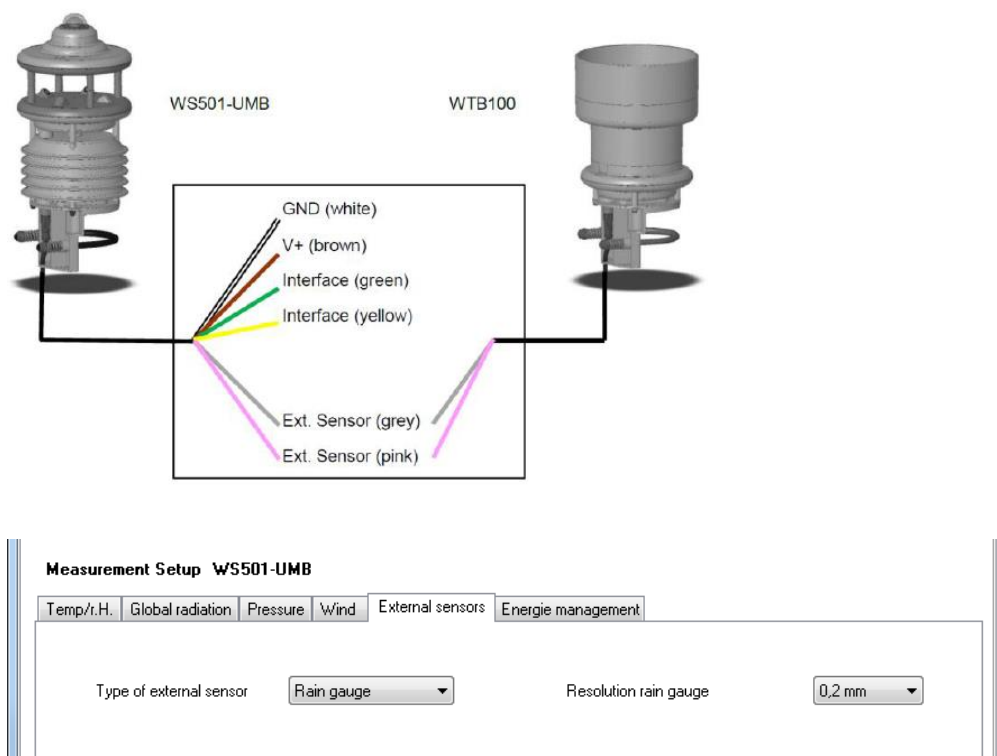 WS501-UMB WTB100
GND (white)
V+ (brown)
Interface (green)
Interface (yellow)
Ext. Sensor (grey)
Ext. Sensor (pink)
Measurement Setup WS501-UMB
Temp/r.H. Global radiation Pressure Wind External sensors Energie management
Type of external sensor Rain gauge Resolution rain gauge 0,2 mm